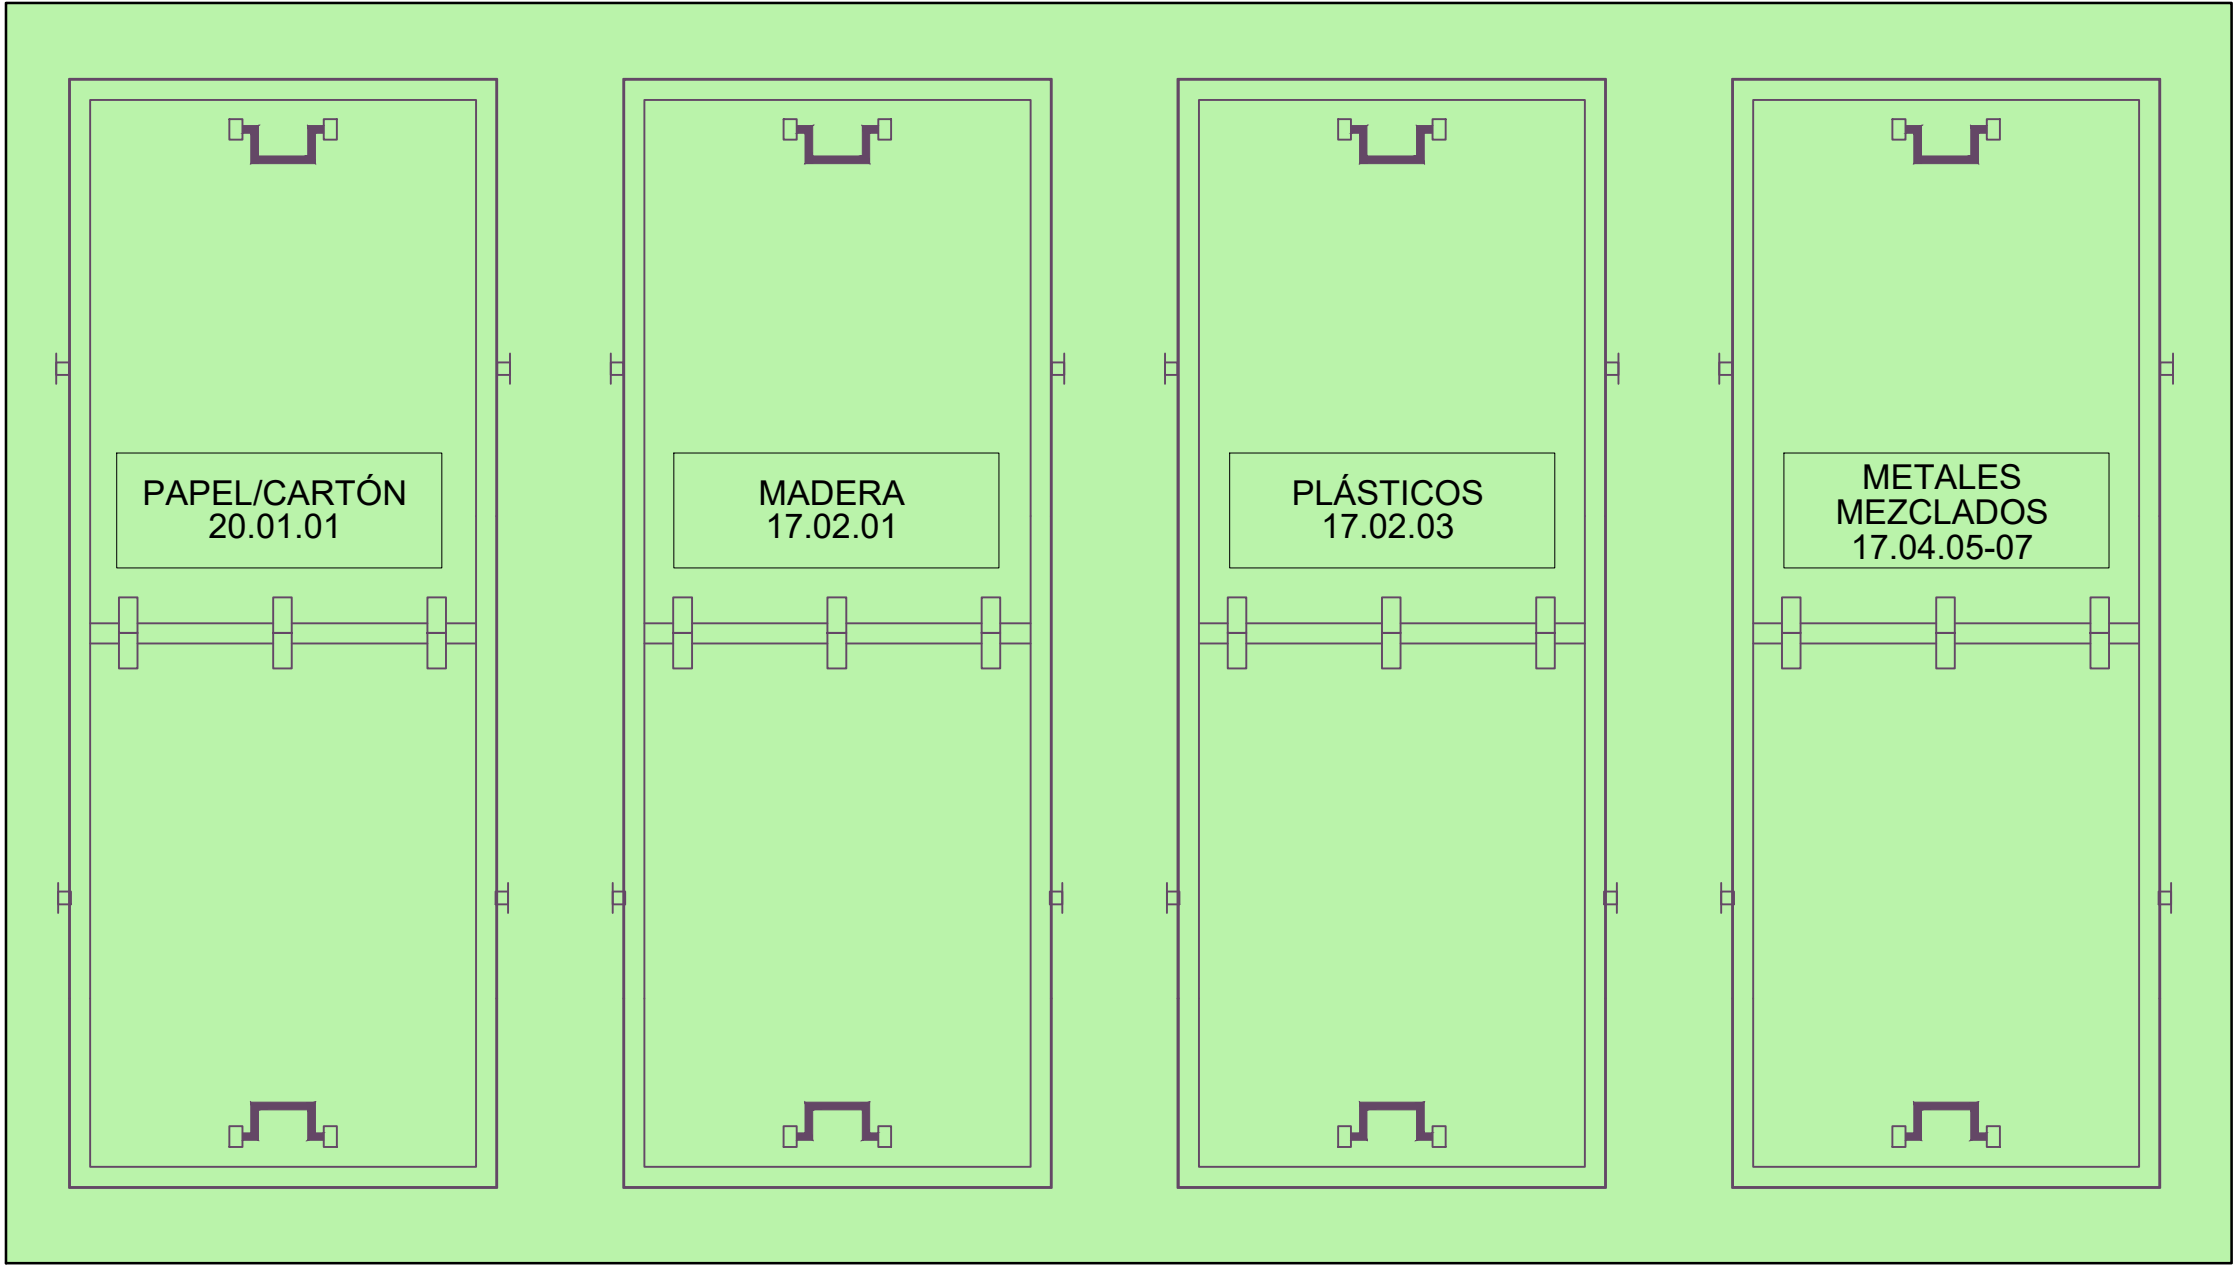 PAPEL/CARTÓN
20.01.01
MADERA
17.02.01
PLÁSTICOS
17.02.03
METALES
MEZCLADOS
17.04.05-07